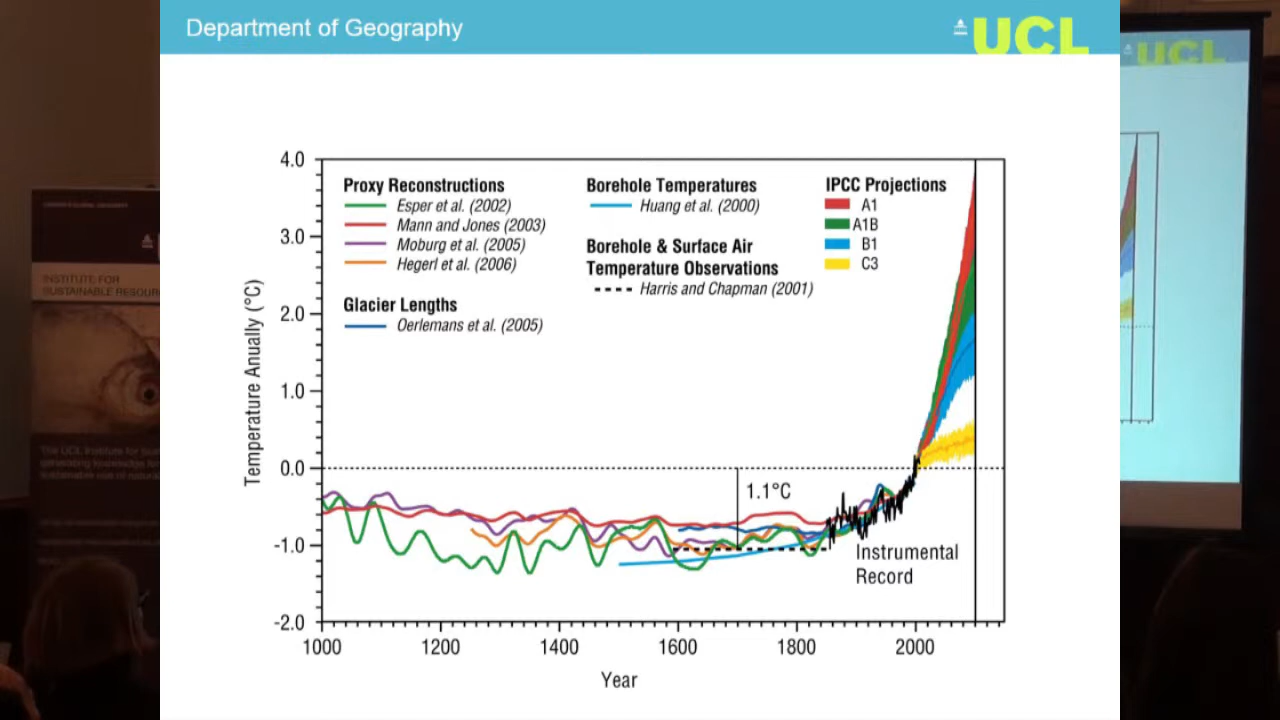 Department of Geography
UCL
UCL
INSTITUTE FOR
4.0
3.0
2.0
1.0
0.0
-1.0
-2.0
Temperature Anually (°C)
Proxy Reconstructions
Esper et al. (2002)
Mann and Jones (2003)
Moburg et al. (2005)
Hegerl et al. (2006)
Glacier Lengths
Oerlemans et al. (2005)
Borehole Temperatures
Huang et al. (2000)
Borehole & Surface Air
Temperature Observations
Harris and Chapman (2001)
IPCC Projections
A1
A1B
B1
C3
1.1°C
Instrumental
Record
1000
1200
1400
1600
1800
2000
Year